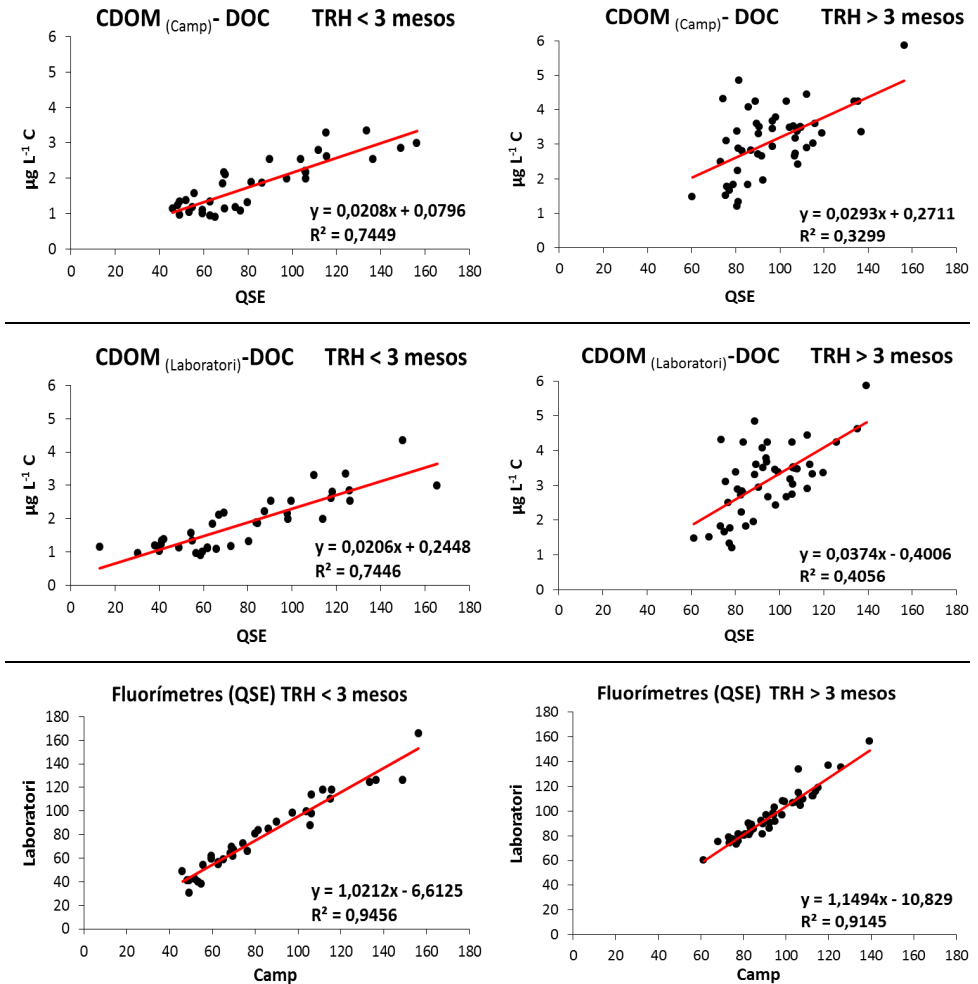 CDOM (Camp)- DOC TRH < 3 mesos
µg L-1 C
6
5
4
3
2
1
0
0 20 40 60 80 100 120 140 160
QSE
y = 0,0208x + 0,0796
R² = 0,7449
CDOM (Camp)- DOC TRH > 3 mesos
µg L-1 C
6
5
4
3
2
1
0
0 20 40 60 80 100 120 140 160
QSE
y = 0,0293x + 0,2711
R² = 0,3299
CDOM (Laboratori)-DOC TRH < 3 mesos
µg L-1 C
6
5
4
3
2
1
0
0 20 40 60 80 100 120 140 160 180
QSE
y = 0,0206x + 0,2448
R² = 0,7446
CDOM (Laboratori)-DOC TRH > 3 mesos
µg L-1 C
6
5
4
3
2
1
0
0 20 40 60 80 100 120 140 160
QSE
y = 0,0374x - 0,4006
R² = 0,4056
Fluorímetres (QSE) TRH < 3 mesos
Laboratori
180
160
140
120
100
80
60
40
20
0
0 20 40 60 80 100 120 140 160 180
Camp
y = 1,0212x - 6,6125
R² = 0,9456
Fluorímetres (QSE) TRH > 3 mesos
Laboratori
180
160
140
120
100
80
60
40
20
0
0 20 40 60 80 100 120 140 160 180
Camp
y = 1,1494x - 10,829
R² = 0,9145